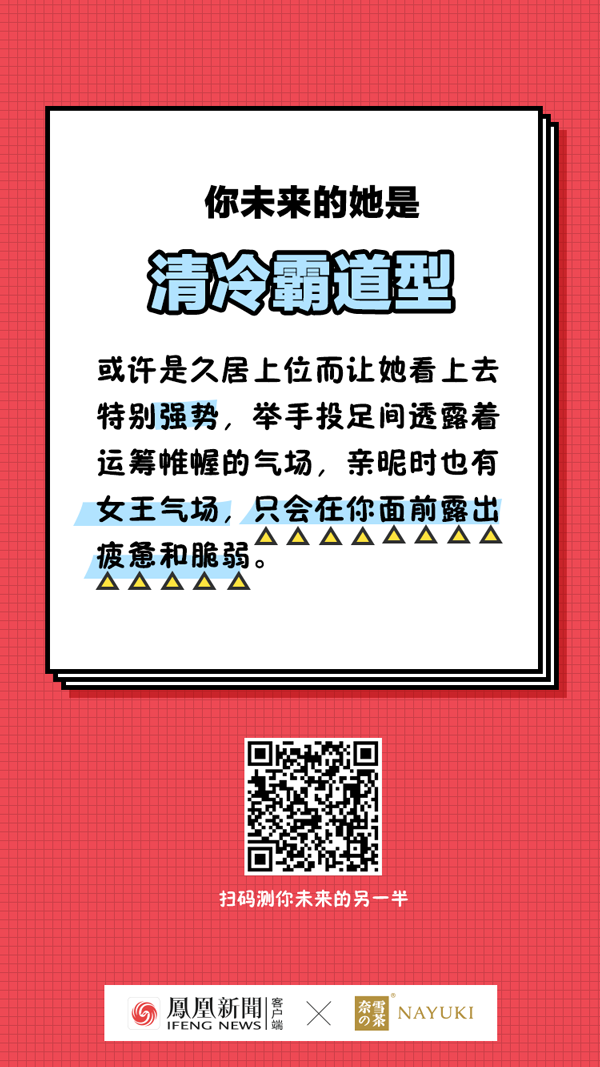 你未来的她是
清冷霸道型
或许是久居上位而让她看上去
特别强势，举手投足间透露着
运筹帷幄的气场，亲昵时也有
女王气场，只会在你面前露出
疲惫和脆弱。
扫码测你未来的另一半
鳳凰新聞 客户端
IFENG NEWS
奈雪の茶® NAYUKI